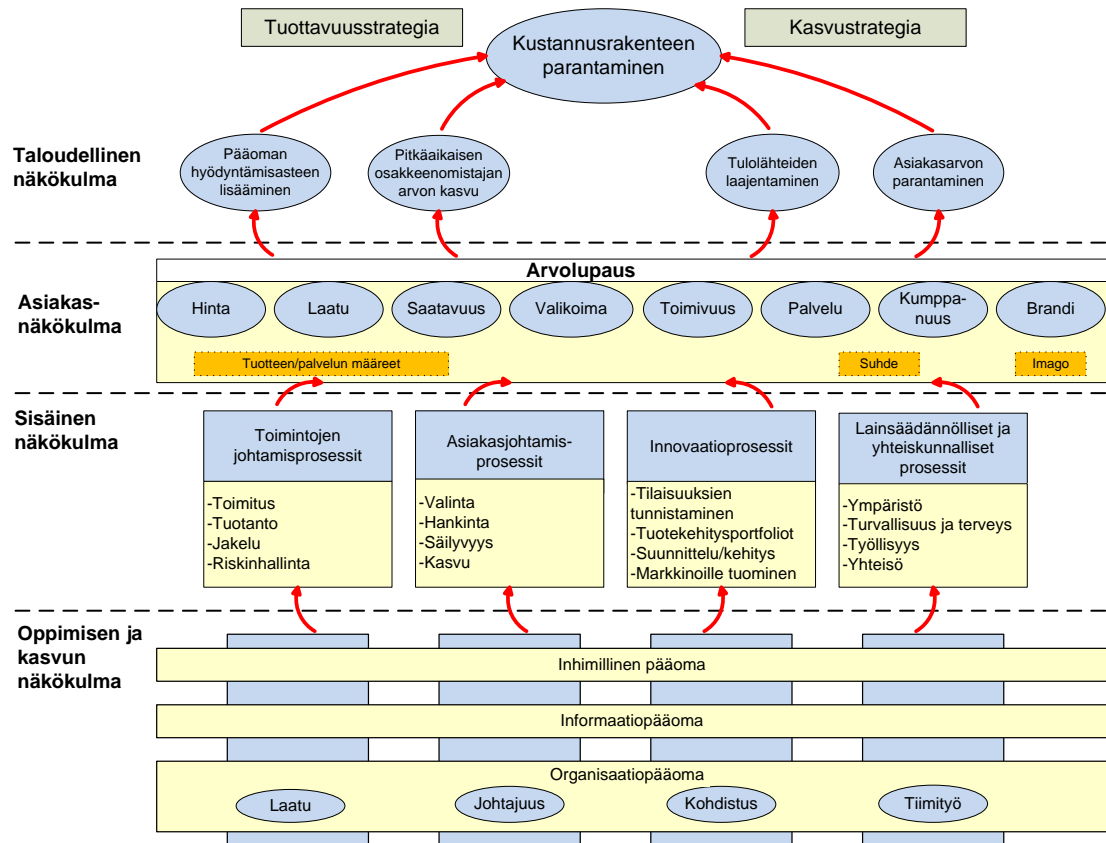 Tuottavuusstrategia
Kasvustrategia
Kustannusrakenteen
parantaminen
Taloudellinen
näkökulma
Pääoman
hyödyntämisasteen
lisääminen
Pitkäaikaisen
osakkeenomistajan
arvon kasvu
Tulolähteiden
laajentaminen
Asiakasarvon
parantaminen
Arvolupaus
Asiakas-
näkökulma
Hinta
Laatu
Saatavuus
Valikoima
Toimivuus
Palvelu
Kumppa-
nuus
Brandi
Tuotteen/palvelun määreet
Suhde
Imago
Sisäinen
näkökulma
Toimintojen
johtamisprosessit
-Toimitus
-Tuotanto
-Jakelu
-Riskinhallinta
Asiakasjohtamis-
prosessit
-Valinta
-Hankinta
-Säilyvyys
-Kasvu
Innovaatioprosessit
-Tilaisuuksien
tunnistaminen
-Tuotekehitysportfoliot
-Suunnittelu/kehitys
-Markkinoille tuominen
Lainsäädännölliset ja
yhteiskunnalliset
prosessit
-Ympäristö
-Turvallisuus ja terveys
-Työllisyys
-Yhteisö
Oppimisen ja
kasvun
näkökulma
Inhimillinen pääoma
Informaatiopääoma
Organisaatiopääoma
Laatu
Johtajuus
Kohdistus
Tiimityö